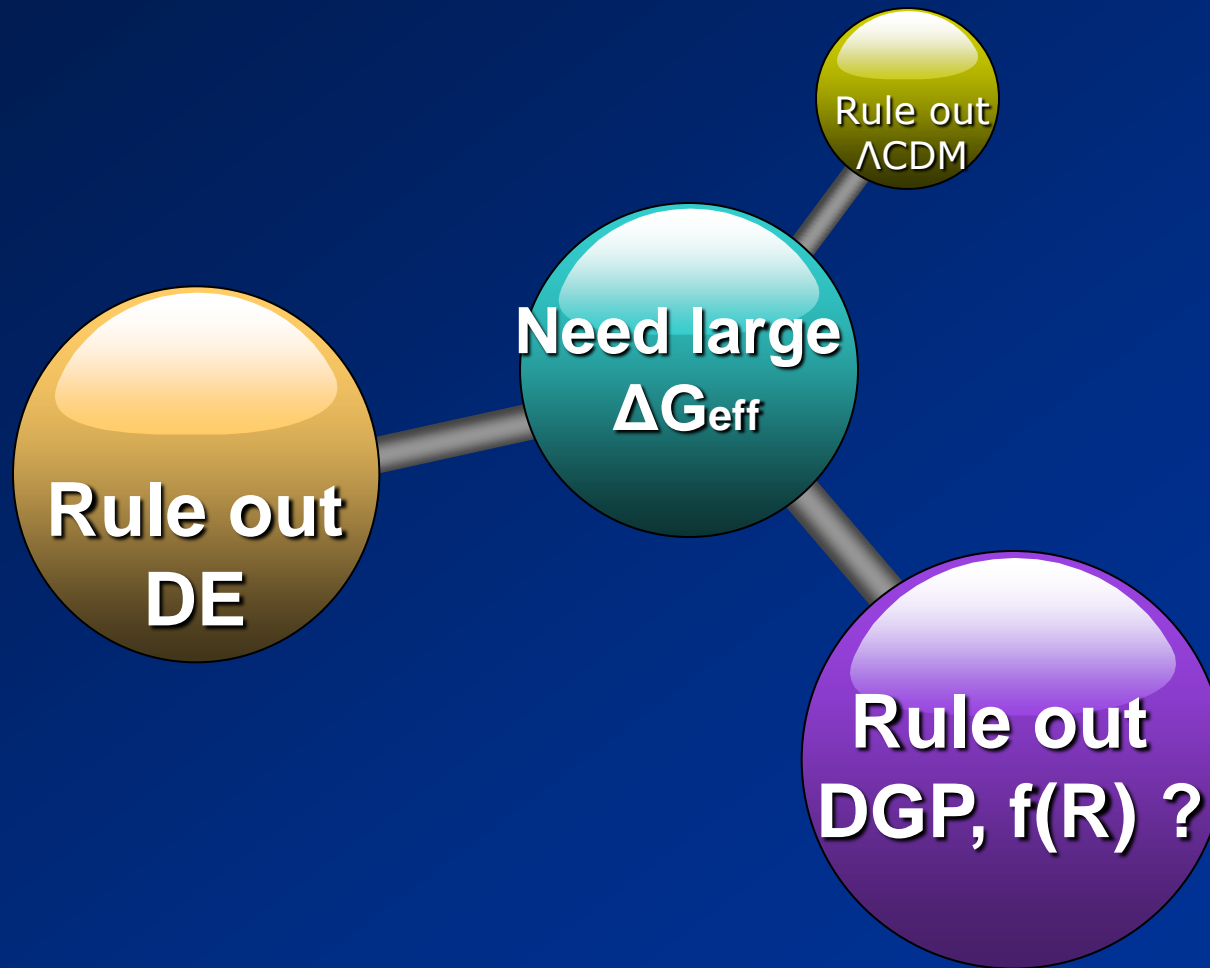 Rule out
ΛCDM
Need large
ΔGeff
Rule out
DE
Rule out
DGP, f(R) ?